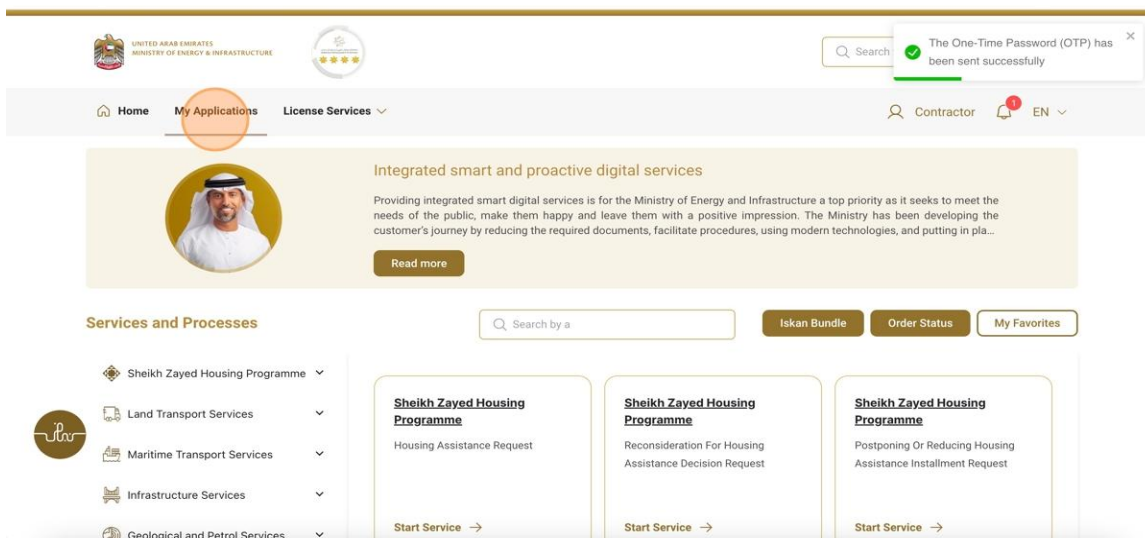 UNITED ARAB EMIRATES
MINISTRY OF ENERGY & INFRASTRUCTURE
Search
The One-Time Password (OTP) has
been sent successfully
Home My Applications License Services
Contractor 1 EN
Integrated smart and proactive digital services
Providing integrated smart digital services is for the Ministry of Energy and Infrastructure a top priority as it seeks to meet the
needs of the public, make them happy and leave them with a positive impression. The Ministry has been developing the
customer's journey by reducing the required documents, facilitate procedures, using modern technologies, and putting in pla...
Read more
Services and Processes
Search by a
Iskan Bundle
Order Status
My Favorites
Sheikh Zayed Housing Programme
Land Transport Services
Maritime Transport Services
Infrastructure Services
Geological and Petrol Services
Sheikh Zayed Housing
Programme
Housing Assistance Request
Start Service →
Sheikh Zayed Housing
Programme
Reconsideration For Housing
Assistance Decision Request
Start Service →
Sheikh Zayed Housing
Programme
Postponing Or Reducing Housing
Assistance Installment Request
Start Service →